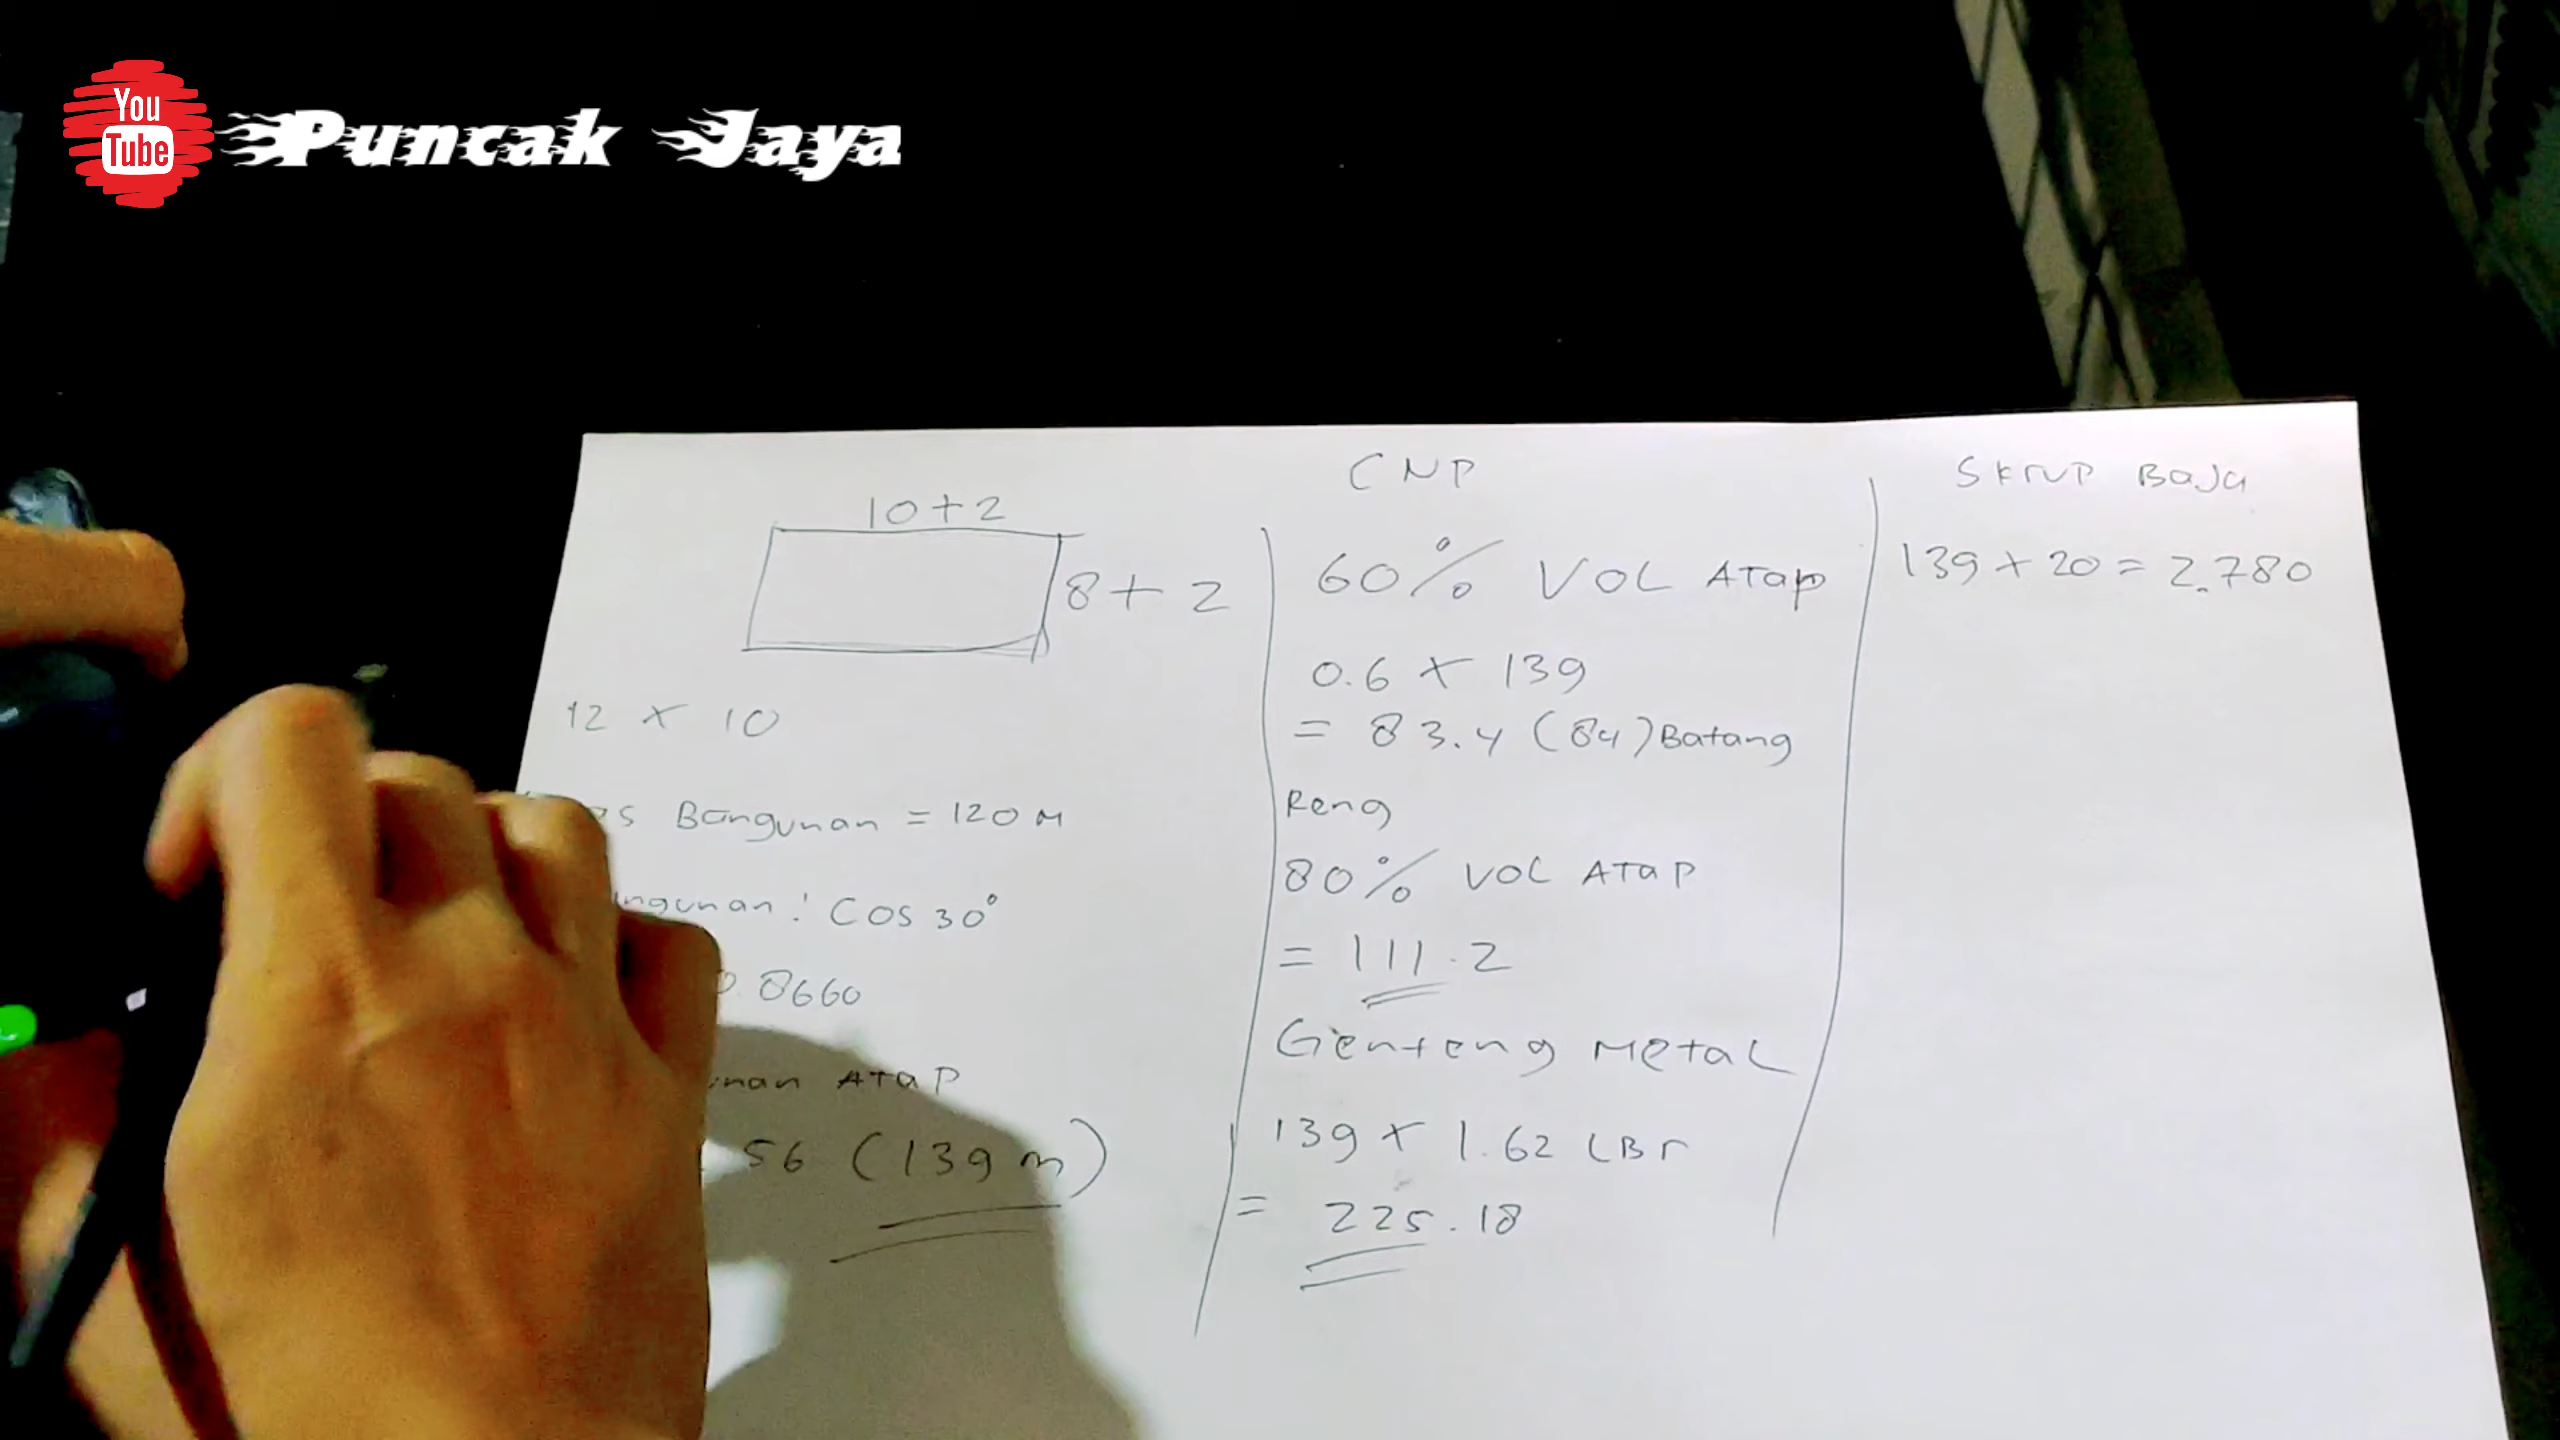 You
Tube
Puncak Jaya
10+2
8+2
12 x 10
Bangunan = 120 M
: Cos 30°
8660
ATaP
56 (139 m)
CNP
60% VOL ATap
0.6 x 139
= 83.4 (84) Batang
Reng
80% VOL ATaP
= 111.2
Genteng MetaL
139 x 1.62 LBr
= 225.18
SkruP BaJa
139 x 20 = 2.780